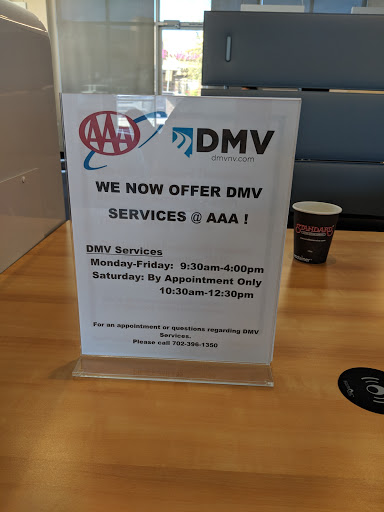 AAA
DMV
dmvnv.com
WE NOW OFFER DMV
SERVICES @ AAA !
DMV Services
Monday-Friday: 9:30am-4:00pm
Saturday: By Appointment Only
10:30am-12:30pm
For an appointment or questions regarding DMV
Services.
Please call 702-396-1350
STANDARD